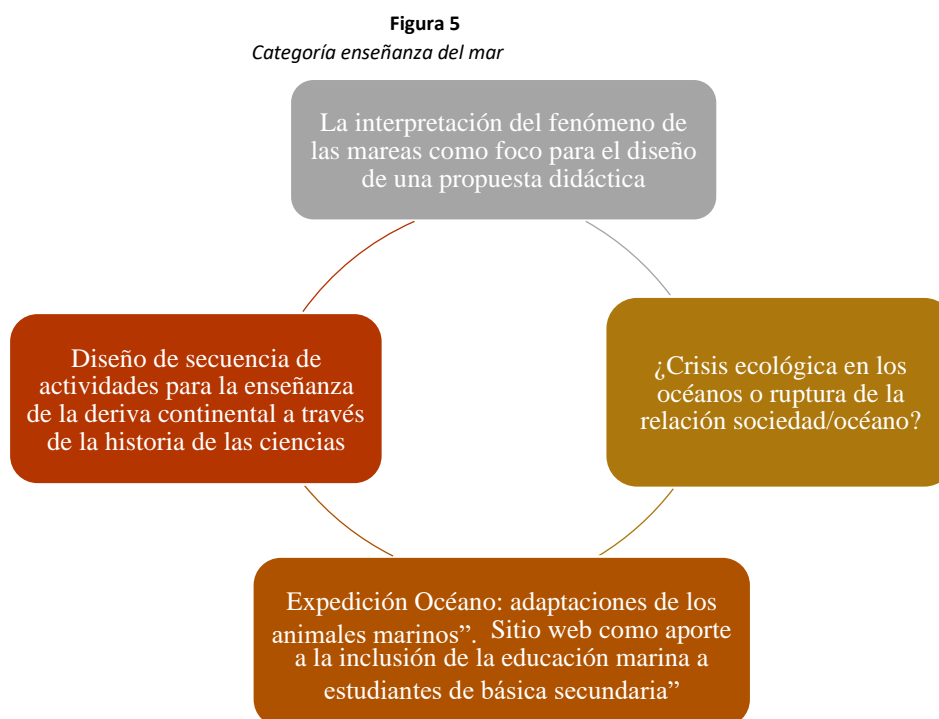 Figura 5
Categoría enseñanza del mar
La interpretación del fenómeno de
las mareas como foco para el diseño
de una propuesta didáctica
Diseño de secuencia de
actividades para la enseñanza
de la deriva continental a través
de la historia de las ciencias
¿Crisis ecológica en los
océanos o ruptura de la
relación sociedad/océano?
Expedición Océano: adaptaciones de los
animales marinos”. Sitio web como aporte
a la inclusión de la educación marina a
estudiantes de básica secundaria”